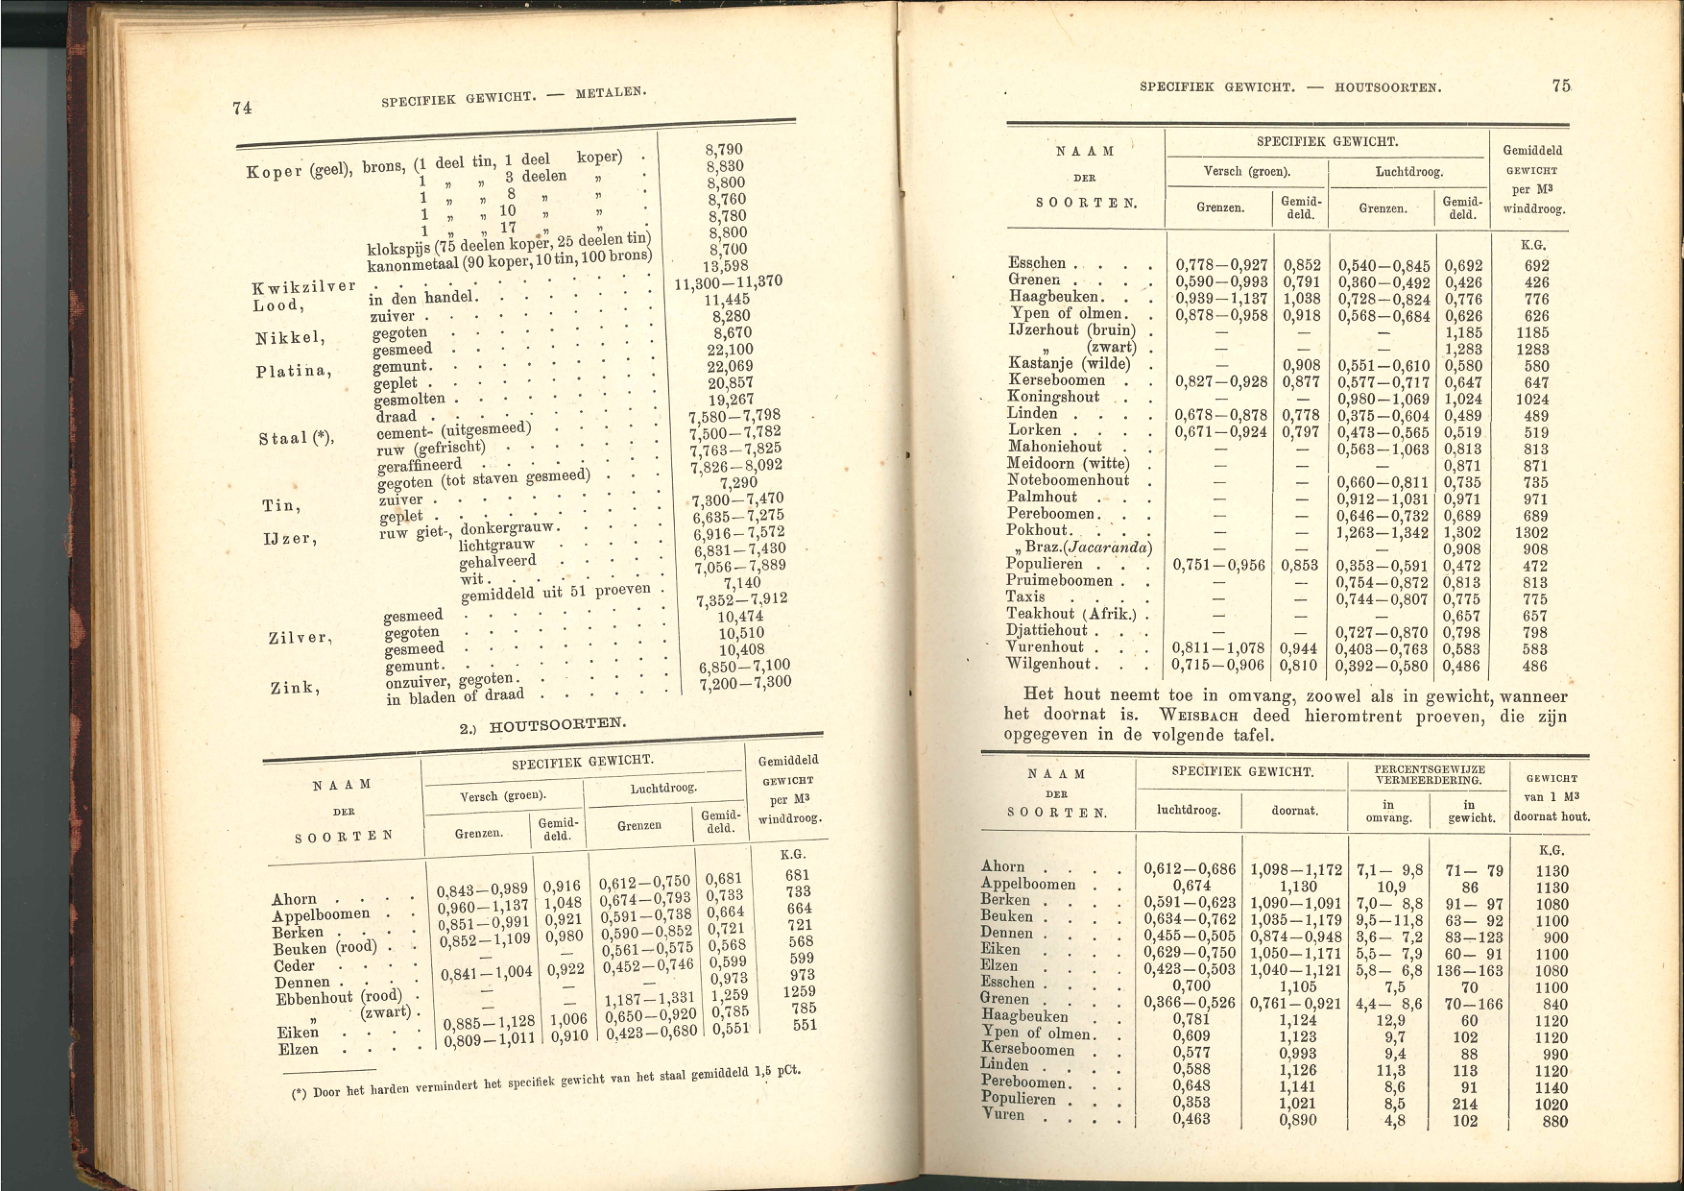 74
SPECIFIEK GEWICHT. — METALEN.
Koper (geel), brons, (1 deel tin, 1 deel koper) . 8,790
1 „ „ 3 deelen „ . 8,830
1 „ „ 8 „ „ . 8,800
1 „ „ 10 „ „ . 8,760
1 „ „ 17 „ „ . 8,780
klokspijs (75 deelen koper, 25 deelen tin) 8,800
kanonmetaal (90 koper, 10 tin, 100 brons) 8,700
Kwikzilver . . . . . . . . . . 13,598
Lood, in den handel. . . . . . . 11,300—11,370
zuiver . . . . . . . . . 11,445
Nikkel, gegoten . . . . . . . . 8,280
gesmeed . . . . . . . . 8,670
Platina, gemunt. . . . . . . . . 22,100
geplet . . . . . . . . . 22,069
gesmolten . . . . . . . . 20,857
draad . . . . . . . . . 19,267
Staal (*), cement- (uitgesmeed) . . . . . 7,580—7,798
ruw (gefrischt) . . . . . . 7,500—7,782
geraffineerd . . . . . . . 7,763—7,825
gegoten (tot staven gesmeed) . . . 7,826—8,092
Tin, zuiver . . . . . . . . . 7,290
geplet . . . . . . . . . 7,300—7,470
IJzer, ruw giet-, donkergrauw. . . . . 6,635—7,275
lichtgrauw . . . . . 6,916—7,572
gehalveerd . . . . . 6,831—7,430
wit. . . . . . . . 7,056—7,889
gemiddeld uit 51 proeven . 7,140
gesmeed . . . . . . . . 7,352—7,912
Zilver, gegoten . . . . . . . . 10,474
gesmeed . . . . . . . . 10,510
gemunt. . . . . . . . . 10,408
Zink, onzuiver, gegoten. . . . . . 6,850—7,100
in bladen of draad . . . . . . 7,200—7,300
2.) HOUTSOORTEN.
NAAM DER SOORTEN
SPECIFIEK GEWICHT.
Gemiddeld GEWICHT per M³ winddroog.
Versch (groen). Luchtdroog.
Grenzen. Gemid-deld. Grenzen Gemid-deld.
K.G.
Ahorn . . . . 0,843—0,989 0,916 0,612—0,750 0,681 681
Appelboomen . . 0,960—1,137 1,048 0,674—0,793 0,733 733
Berken . . . . 0,851—0,991 0,921 0,591—0,738 0,664 664
Beuken (rood) . . 0,852—1,109 0,980 0,590—0,852 0,721 721
Ceder . . . . — — 0,561—0,575 0,568 568
Dennen . . . . 0,841—1,004 0,922 0,452—0,746 0,599 599
Ebbenhout (rood) . — — — 0,973 973
„ (zwart) . — — 1,187—1,331 1,259 1259
Eiken . . . . 0,885—1,128 1,006 0,650—0,920 0,785 785
Elzen . . . . 0,809—1,011 0,910 0,423—0,680 0,551 551
(*) Door het harden vermindert het specifiek gewicht van het staal gemiddeld 1,5 pCt.
SPECIFIEK GEWICHT. — HOUTSOORTEN.
75
NAAM DER SOORTEN.
SPECIFIEK GEWICHT.
Gemiddeld GEWICHT per M³ winddroog.
Versch (groen). Luchtdroog.
Grenzen. Gemid-deld. Grenzen. Gemid-deld.
K.G.
Esschen . . . . 0,778—0,927 0,852 0,540—0,845 0,692 692
Grenen . . . . 0,590—0,993 0,791 0,360—0,492 0,426 426
Haagbeuken. . . 0,939—1,137 1,038 0,728—0,824 0,776 776
Ypen of olmen. . 0,878—0,958 0,918 0,568—0,684 0,626 626
IJzerhout (bruin) . — — — 1,185 1185
„ (zwart) . — — — 1,283 1283
Kastanje (wilde) . — 0,908 0,551—0,610 0,580 580
Kerseboomen . . 0,827—0,928 0,877 0,577—0,717 0,647 647
Koningshout . . — — 0,980—1,069 1,024 1024
Linden . . . . 0,678—0,878 0,778 0,375—0,604 0,489 489
Lorken . . . . 0,671—0,924 0,797 0,473—0,565 0,519 519
Mahoniehout . . — — 0,563—1,063 0,813 813
Meidoorn (witte) . — — — 0,871 871
Noteboomenhout . — — 0,660—0,811 0,735 735
Palmhout . . . — — 0,912—1,031 0,971 971
Pereboomen. . . — — 0,646—0,732 0,689 689
Pokhout. . . . — — 1,263—1,342 1,302 1302
„ Braz.(Jacaranda) — — — 0,908 908
Populieren . . . 0,751—0,956 0,853 0,353—0,591 0,472 472
Pruimeboomen . . — — 0,754—0,872 0,813 813
Taxis . . . . — — 0,744—0,807 0,775 775
Teakhout (Afrik.) . — — — 0,657 657
Djattiehout . . . — — 0,727—0,870 0,798 798
Vurenhout . . . 0,811—1,078 0,944 0,403—0,763 0,583 583
Wilgenhout. . . 0,715—0,906 0,810 0,392—0,580 0,486 486
Het hout neemt toe in omvang, zoowel als in gewicht, wanneer
het doornat is. WEISBACH deed hieromtrent proeven, die zijn
opgegeven in de volgende tafel.
NAAM DER SOORTEN.
SPECIFIEK GEWICHT.
PERCENTSGEWIJZE VERMEERDERING.
GEWICHT van 1 M³ doornat hout.
luchtdroog. doornat. in omvang. in gewicht.
K.G.
Ahorn . . . . 0,612—0,686 1,098—1,172 7,1— 9,8 71— 79 1130
Appelboomen . . 0,674 1,130 10,9 86 1130
Berken . . . . 0,591—0,623 1,090—1,091 7,0— 8,8 91— 97 1080
Beuken . . . . 0,634—0,762 1,035—1,179 9,5—11,8 63— 92 1100
Dennen . . . . 0,455—0,505 0,874—0,948 3,6— 7,2 83—123 900
Eiken . . . . 0,629—0,750 1,050—1,171 5,5— 7,9 60— 91 1100
Elzen . . . . 0,423—0,503 1,040—1,121 5,8— 6,8 136—163 1080
Esschen . . . . 0,700 1,105 7,5 70 1100
Grenen . . . . 0,366—0,526 0,761—0,921 4,4— 8,6 70—166 840
Haagbeuken . . 0,781 1,124 12,9 60 1120
Ypen of olmen. . 0,609 1,123 9,7 102 1120
Kerseboomen . . 0,577 0,993 9,4 88 990
Linden . . . . 0,588 1,126 11,3 113 1120
Pereboomen. . . 0,648 1,141 8,6 91 1140
Populieren . . . 0,353 1,021 8,5 214 1020
Vuren . . . . 0,463 0,890 4,8 102 880